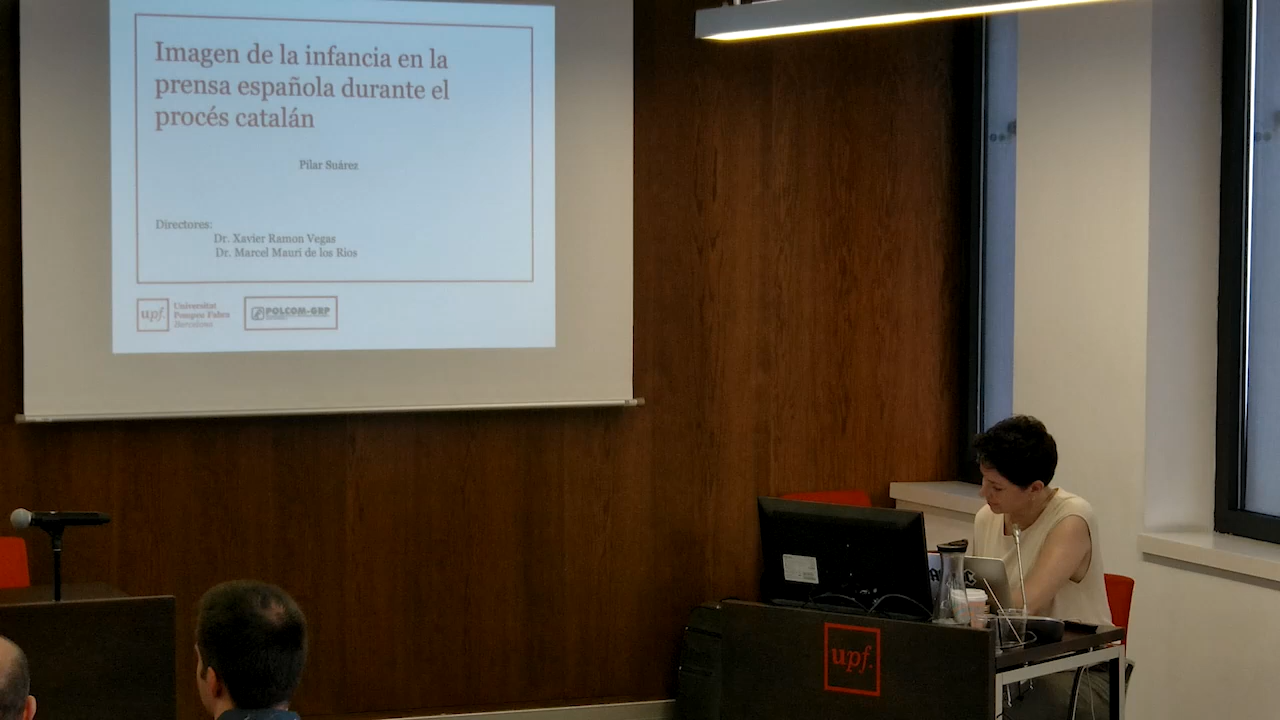 Imagen de la infancia en la
prensa española durante el
procés catalán
Pilar Suárez
Directores:
Dr. Xavier Ramon Vegas
Dr. Marcel Mauri de los Rios
upf.
Universitat
Pompeu Fabra
Barcelona
POLCOM-GRP
upf.